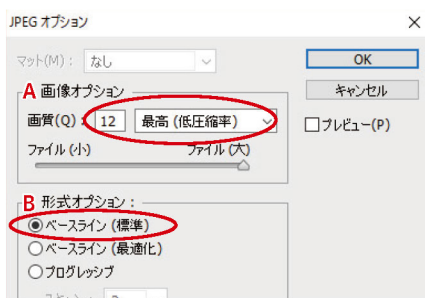 JPEG オプション
マット(M)： なし
OK
A 画像オプション
キャンセル
画質(Q)： 12 最高 (低圧縮率)
プレビュー(P)
ファイル (小) ファイル (大)
B 形式オプション：
ベースライン (標準)
ベースライン (最適化)
プログレッシブ